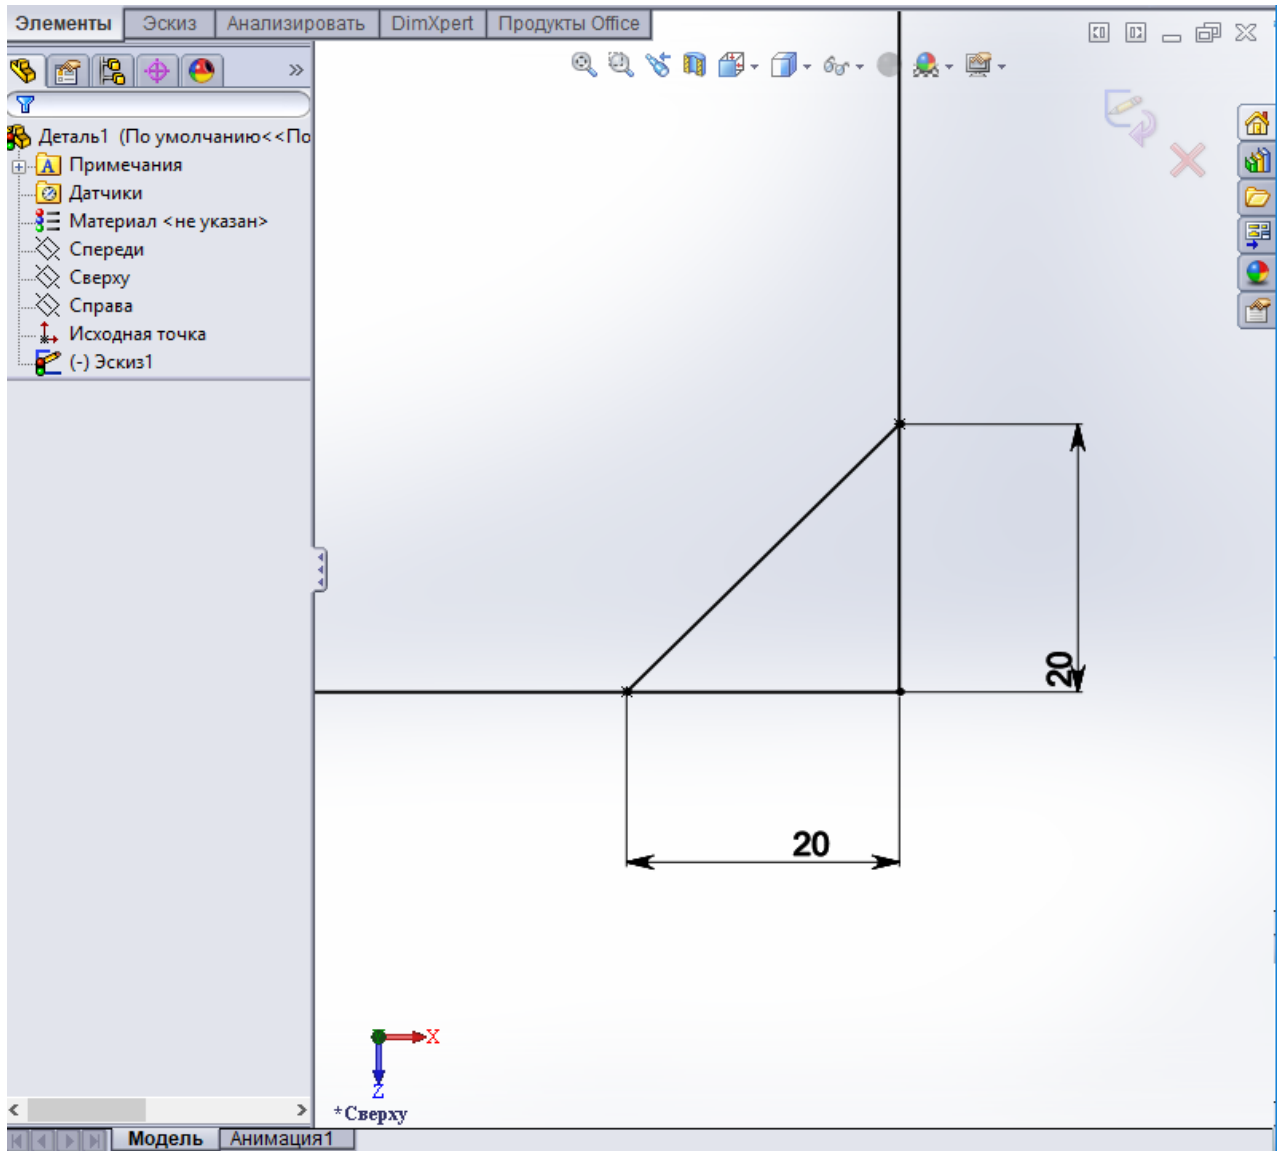 Элементы Эскиз Анализировать DimXpert Продукты Office
»
Деталь1 (По умолчанию<<По
A Примечания
Датчики
Материал <не указан>
Спереди
Сверху
Справа
Исходная точка
(-) Эскиз1
20
20
X
Z
*Сверху
Модель Анимация1